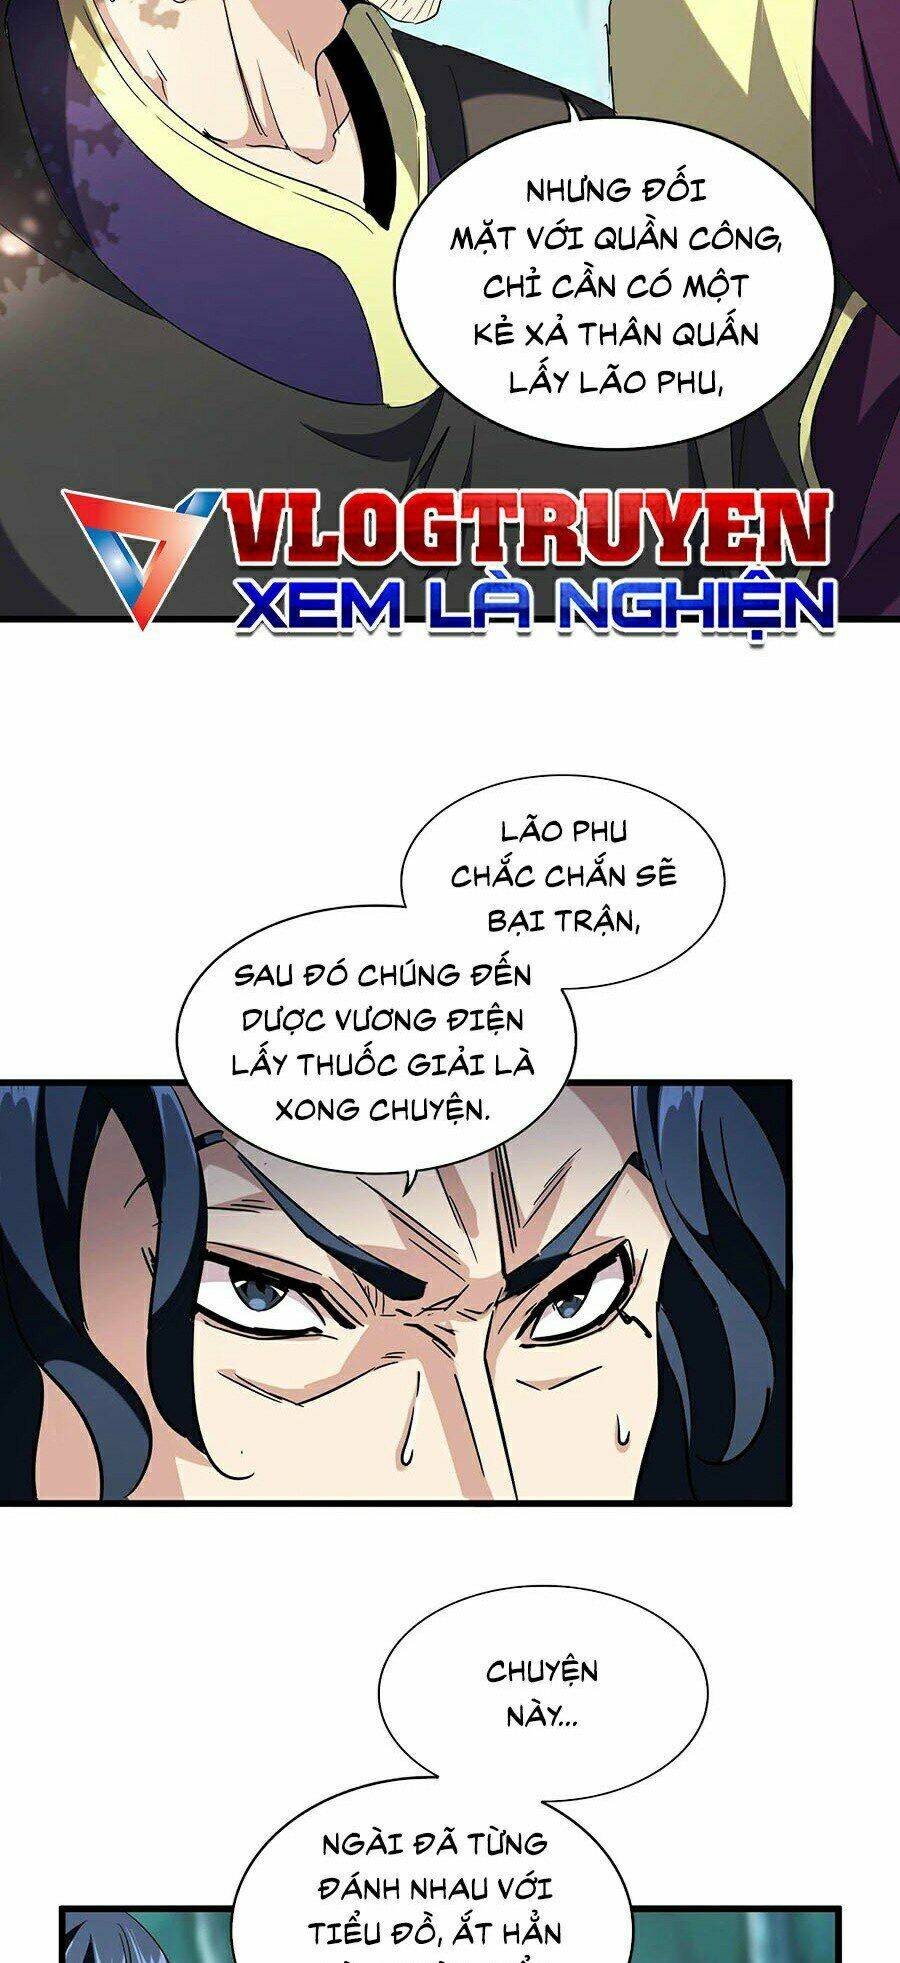 NHƯNG ĐỐI
MẶT VỚI QUẦN CÔNG,
CHỈ CẦN CÓ MỘT
KẺ XẢ THÂN QUẤN
LẤY LÃO PHU,
VLOGTRUYEN
XEM LÀ NGHIỆN
LÃO PHU
CHẮC CHẮN SẼ
BẠI TRẬN,
SAU ĐÓ CHÚNG ĐẾN
DƯỢC VƯƠNG ĐIỆN
LẤY THUỐC GIẢI LÀ
XONG CHUYỆN.
CHUYỆN
NÀY...
NGÀI ĐÃ TỪNG
ĐÁNH NHAU VỚI
TIỂU ĐỒ, ẮT HẲN